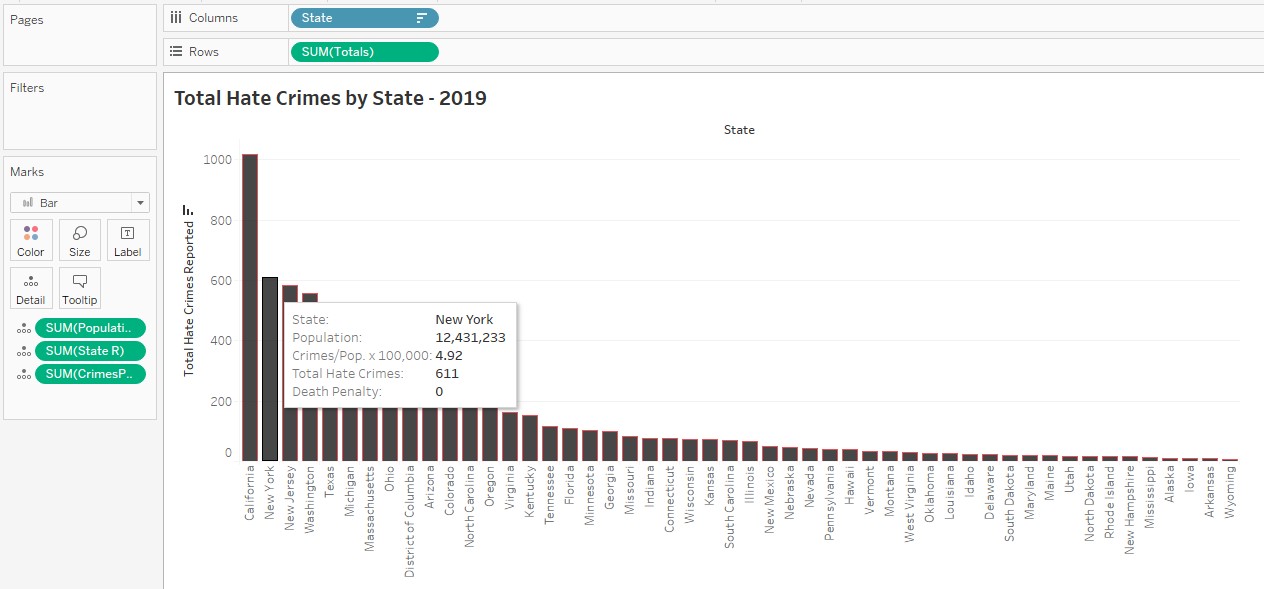 Pages
Columns
State
Rows
SUM(Totals)
Filters
Marks
Bar
Color
Size
Label
Detail
Tooltip
SUM(Populati..
SUM(State R)
SUM(CrimesP..
Total Hate Crimes by State - 2019
State
Total Hate Crimes Reported
1000
800
600
400
200
0
State: New York
Population: 12,431,233
Crimes/Pop. x 100,000: 4.92
Total Hate Crimes: 611
Death Penalty: 0
California
New York
New Jersey
Washington
Texas
Michigan
Massachusetts
Ohio
District of Columbia
Arizona
Colorado
North Carolina
Oregon
Virginia
Kentucky
Tennessee
Florida
Minnesota
Georgia
Missouri
Indiana
Connecticut
Wisconsin
Kansas
South Carolina
Illinois
New Mexico
Nebraska
Nevada
Pennsylvania
Hawaii
Vermont
Montana
West Virginia
Oklahoma
Louisiana
Idaho
Delaware
South Dakota
Maryland
Maine
Utah
North Dakota
Rhode Island
New Hampshire
Mississippi
Alaska
Iowa
Arkansas
Wyoming